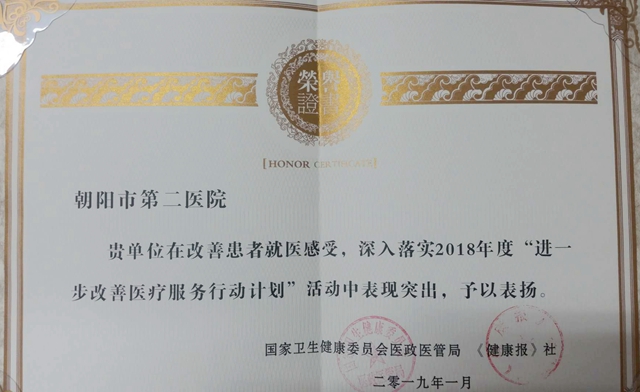 榮譽
證書
[HONOR CERTIFICATE]
朝阳市第二医院
贵单位在改善患者就医感受，深入落实2018年度“进一
步改善医疗服务行动计划”活动中表现突出，予以表扬。
国家卫生健康委员会医政医管局 《健康报》社
二零一九年一月